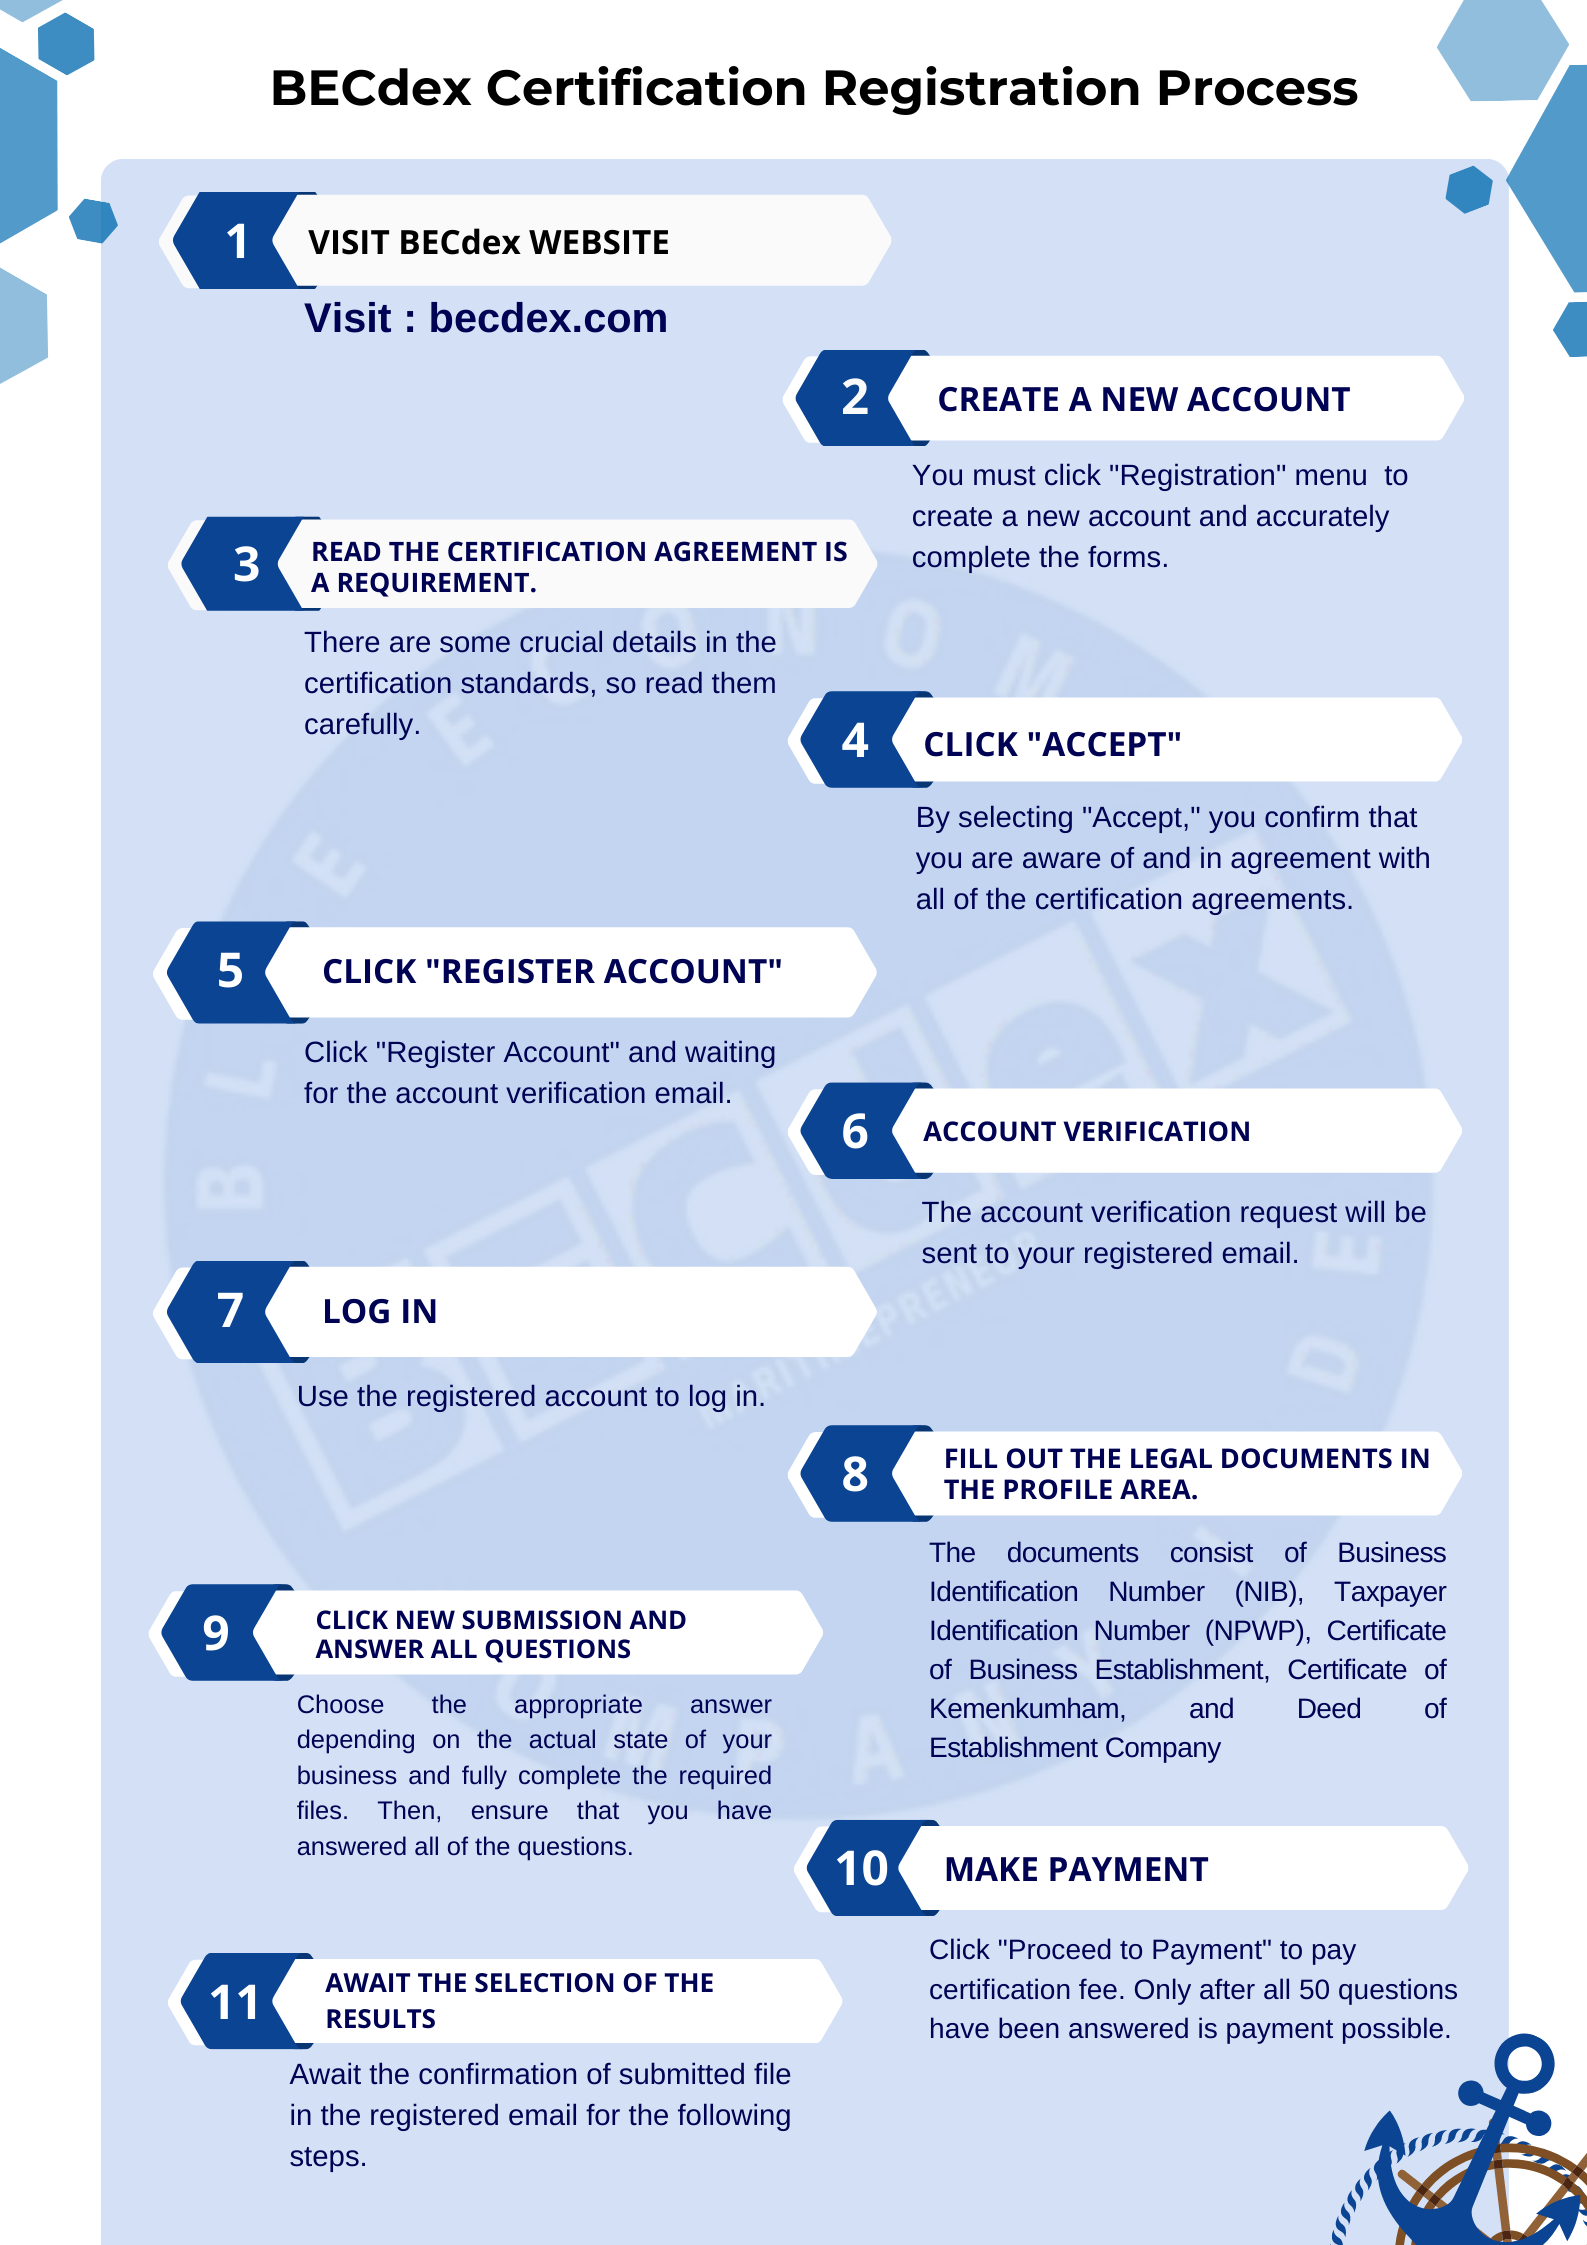 BECdex Certification Registration Process
1
VISIT BECdex WEBSITE
Visit : becdex.com
2
CREATE A NEW ACCOUNT
You must click "Registration" menu  to
create a new account and accurately
complete the forms.
3
READ THE CERTIFICATION AGREEMENT IS
A REQUIREMENT.
There are some crucial details in the
certification standards, so read them
carefully.
4
CLICK "ACCEPT"
By selecting "Accept," you confirm that
you are aware of and in agreement with
all of the certification agreements.
5
CLICK "REGISTER ACCOUNT"
Click "Register Account" and waiting
for the account verification email.
6
ACCOUNT VERIFICATION
The account verification request will be
sent to your registered email.
7
LOG IN
Use the registered account to log in.
8
FILL OUT THE LEGAL DOCUMENTS IN
THE PROFILE AREA.
The documents consist of Business
Identification Number (NIB), Taxpayer
Identification Number (NPWP), Certificate
of Business Establishment, Certificate of
Kemenkumham, and Deed of
Establishment Company
9
CLICK NEW SUBMISSION AND
ANSWER ALL QUESTIONS
Choose the appropriate answer
depending on the actual state of your
business and fully complete the required
files. Then, ensure that you have
answered all of the questions.
10
MAKE PAYMENT
Click "Proceed to Payment" to pay
certification fee. Only after all 50 questions
have been answered is payment possible.
11
AWAIT THE SELECTION OF THE
RESULTS
Await the confirmation of submitted file
in the registered email for the following
steps.